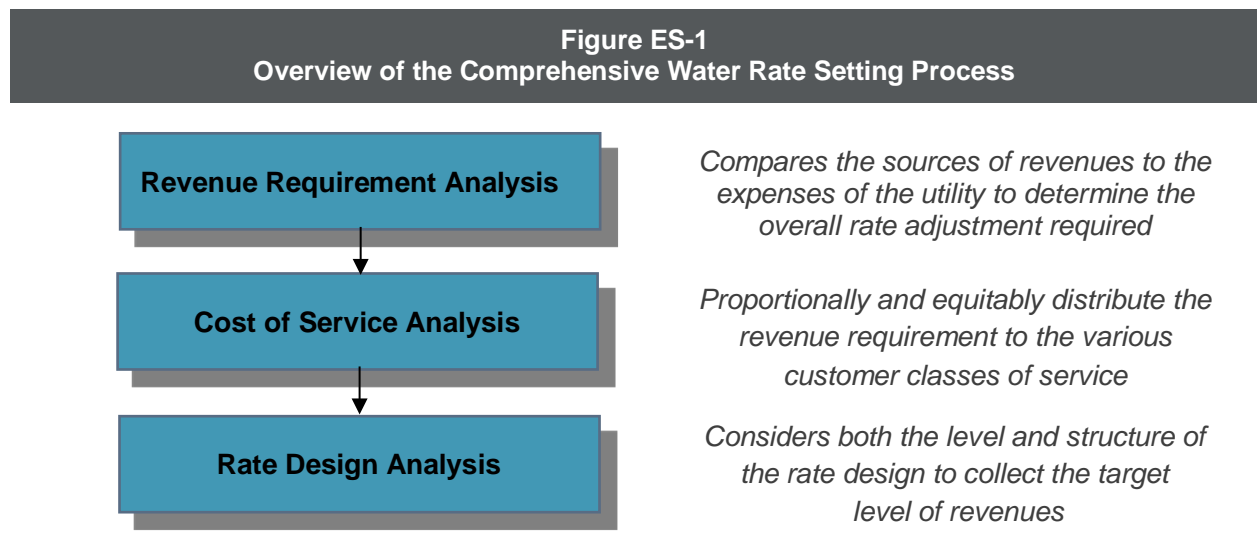 Figure ES-1
Overview of the Comprehensive Water Rate Setting Process
Revenue Requirement Analysis
Compares the sources of revenues to the
expenses of the utility to determine the
overall rate adjustment required
Cost of Service Analysis
Proportionally and equitably distribute the
revenue requirement to the various
customer classes of service
Rate Design Analysis
Considers both the level and structure of
the rate design to collect the target
level of revenues